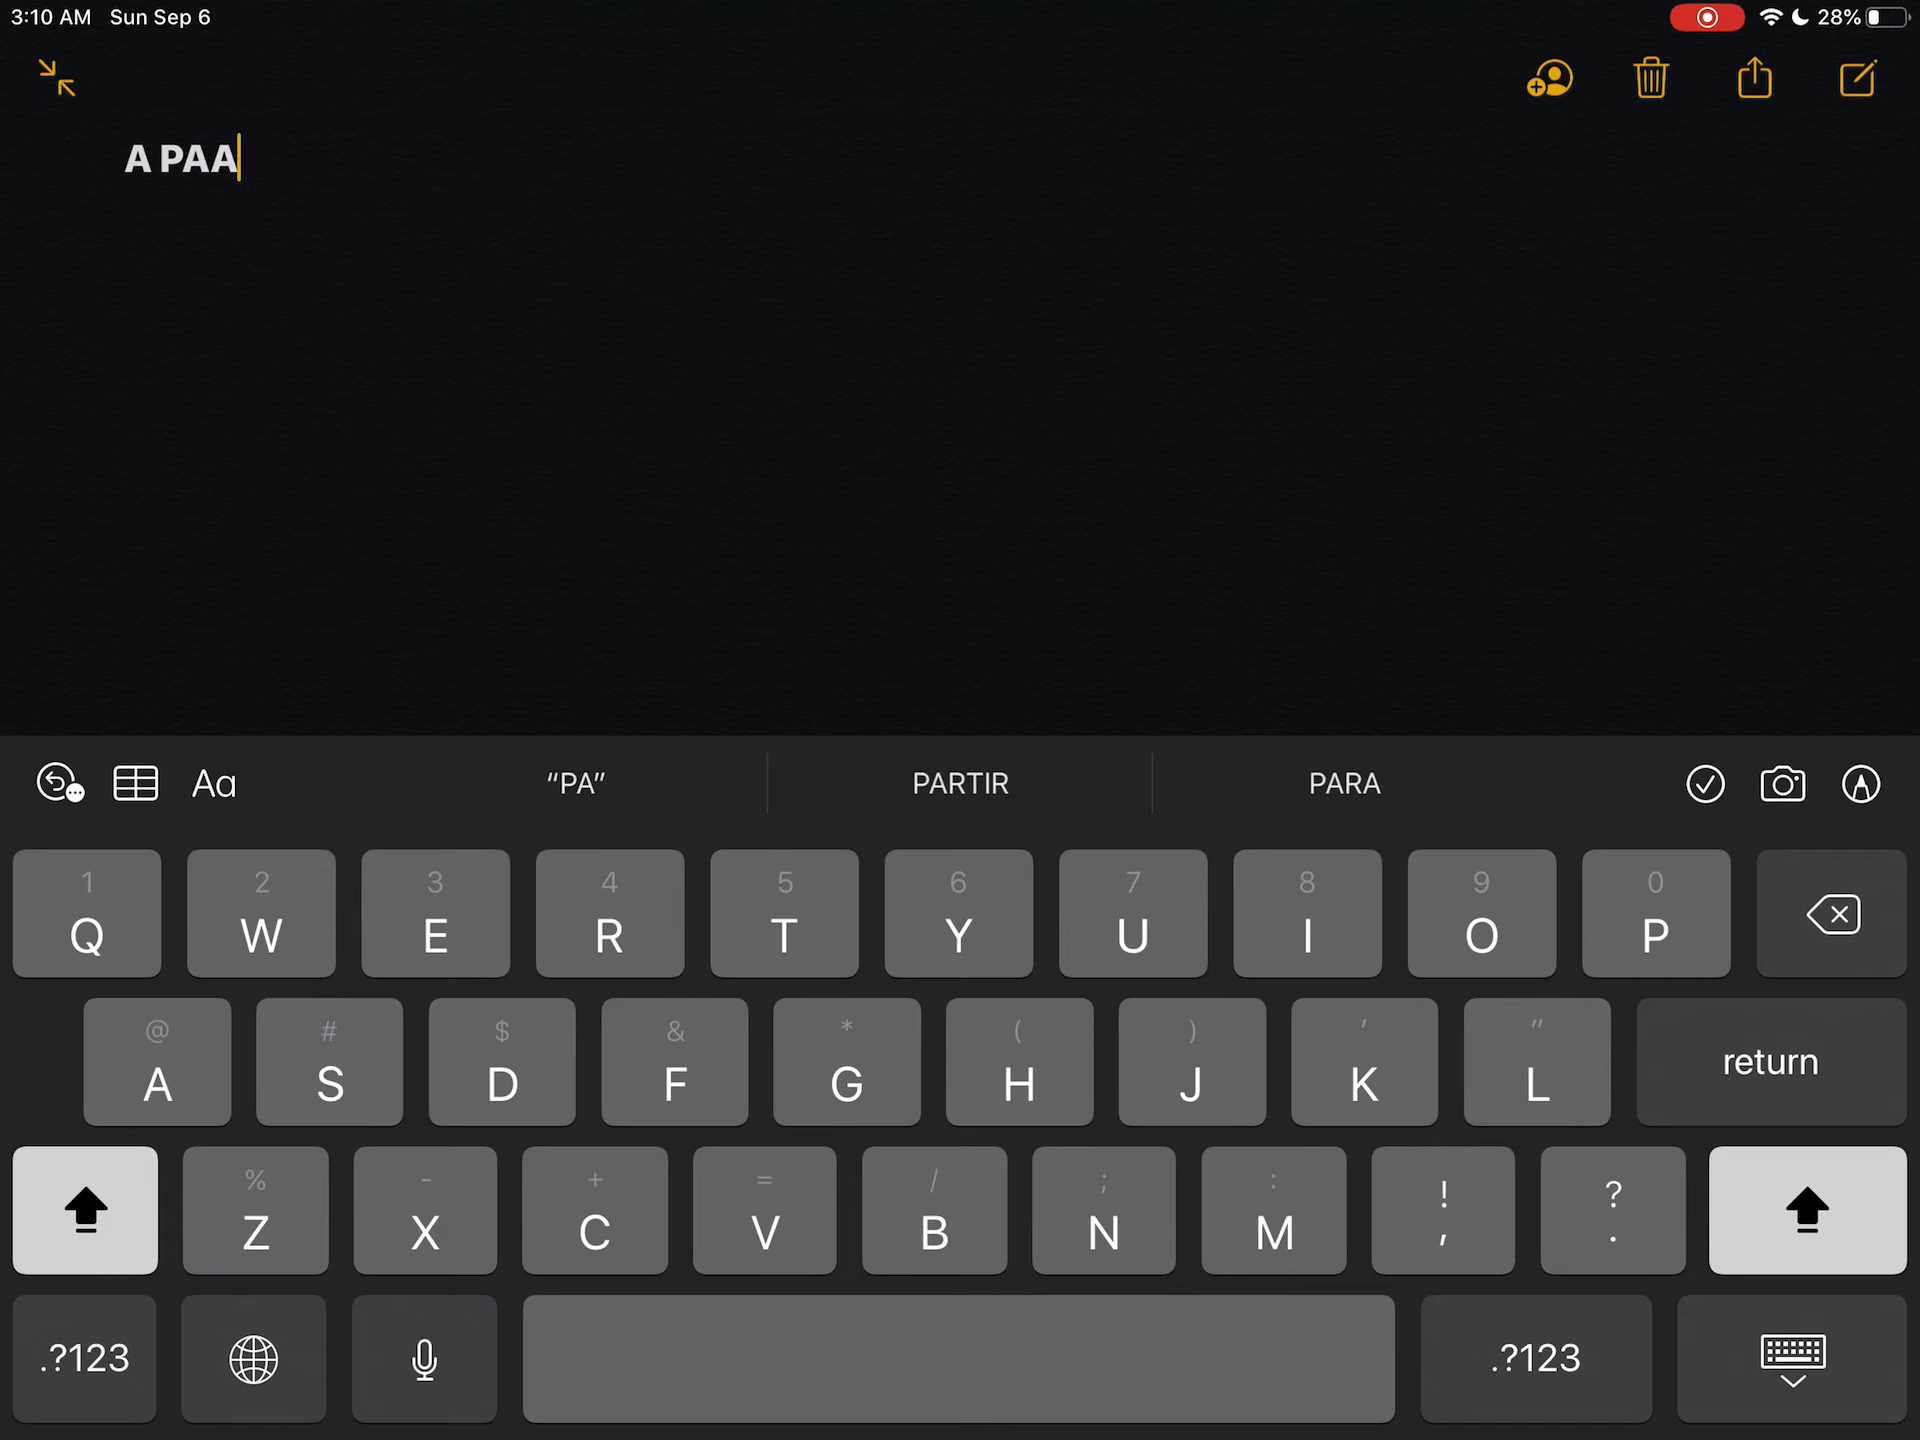 3:10 AM Sun Sep 6 28%
A PAA
Aa “PA” PARTIR PARA
1 2 3 4 5 6 7 8 9 0
Q W E R T Y U I O P
@ # $ & * ( ) ' "
A S D F G H J K L return
% - + = / ; : ! ?
Z X C V B N M , .
.?123 .?123